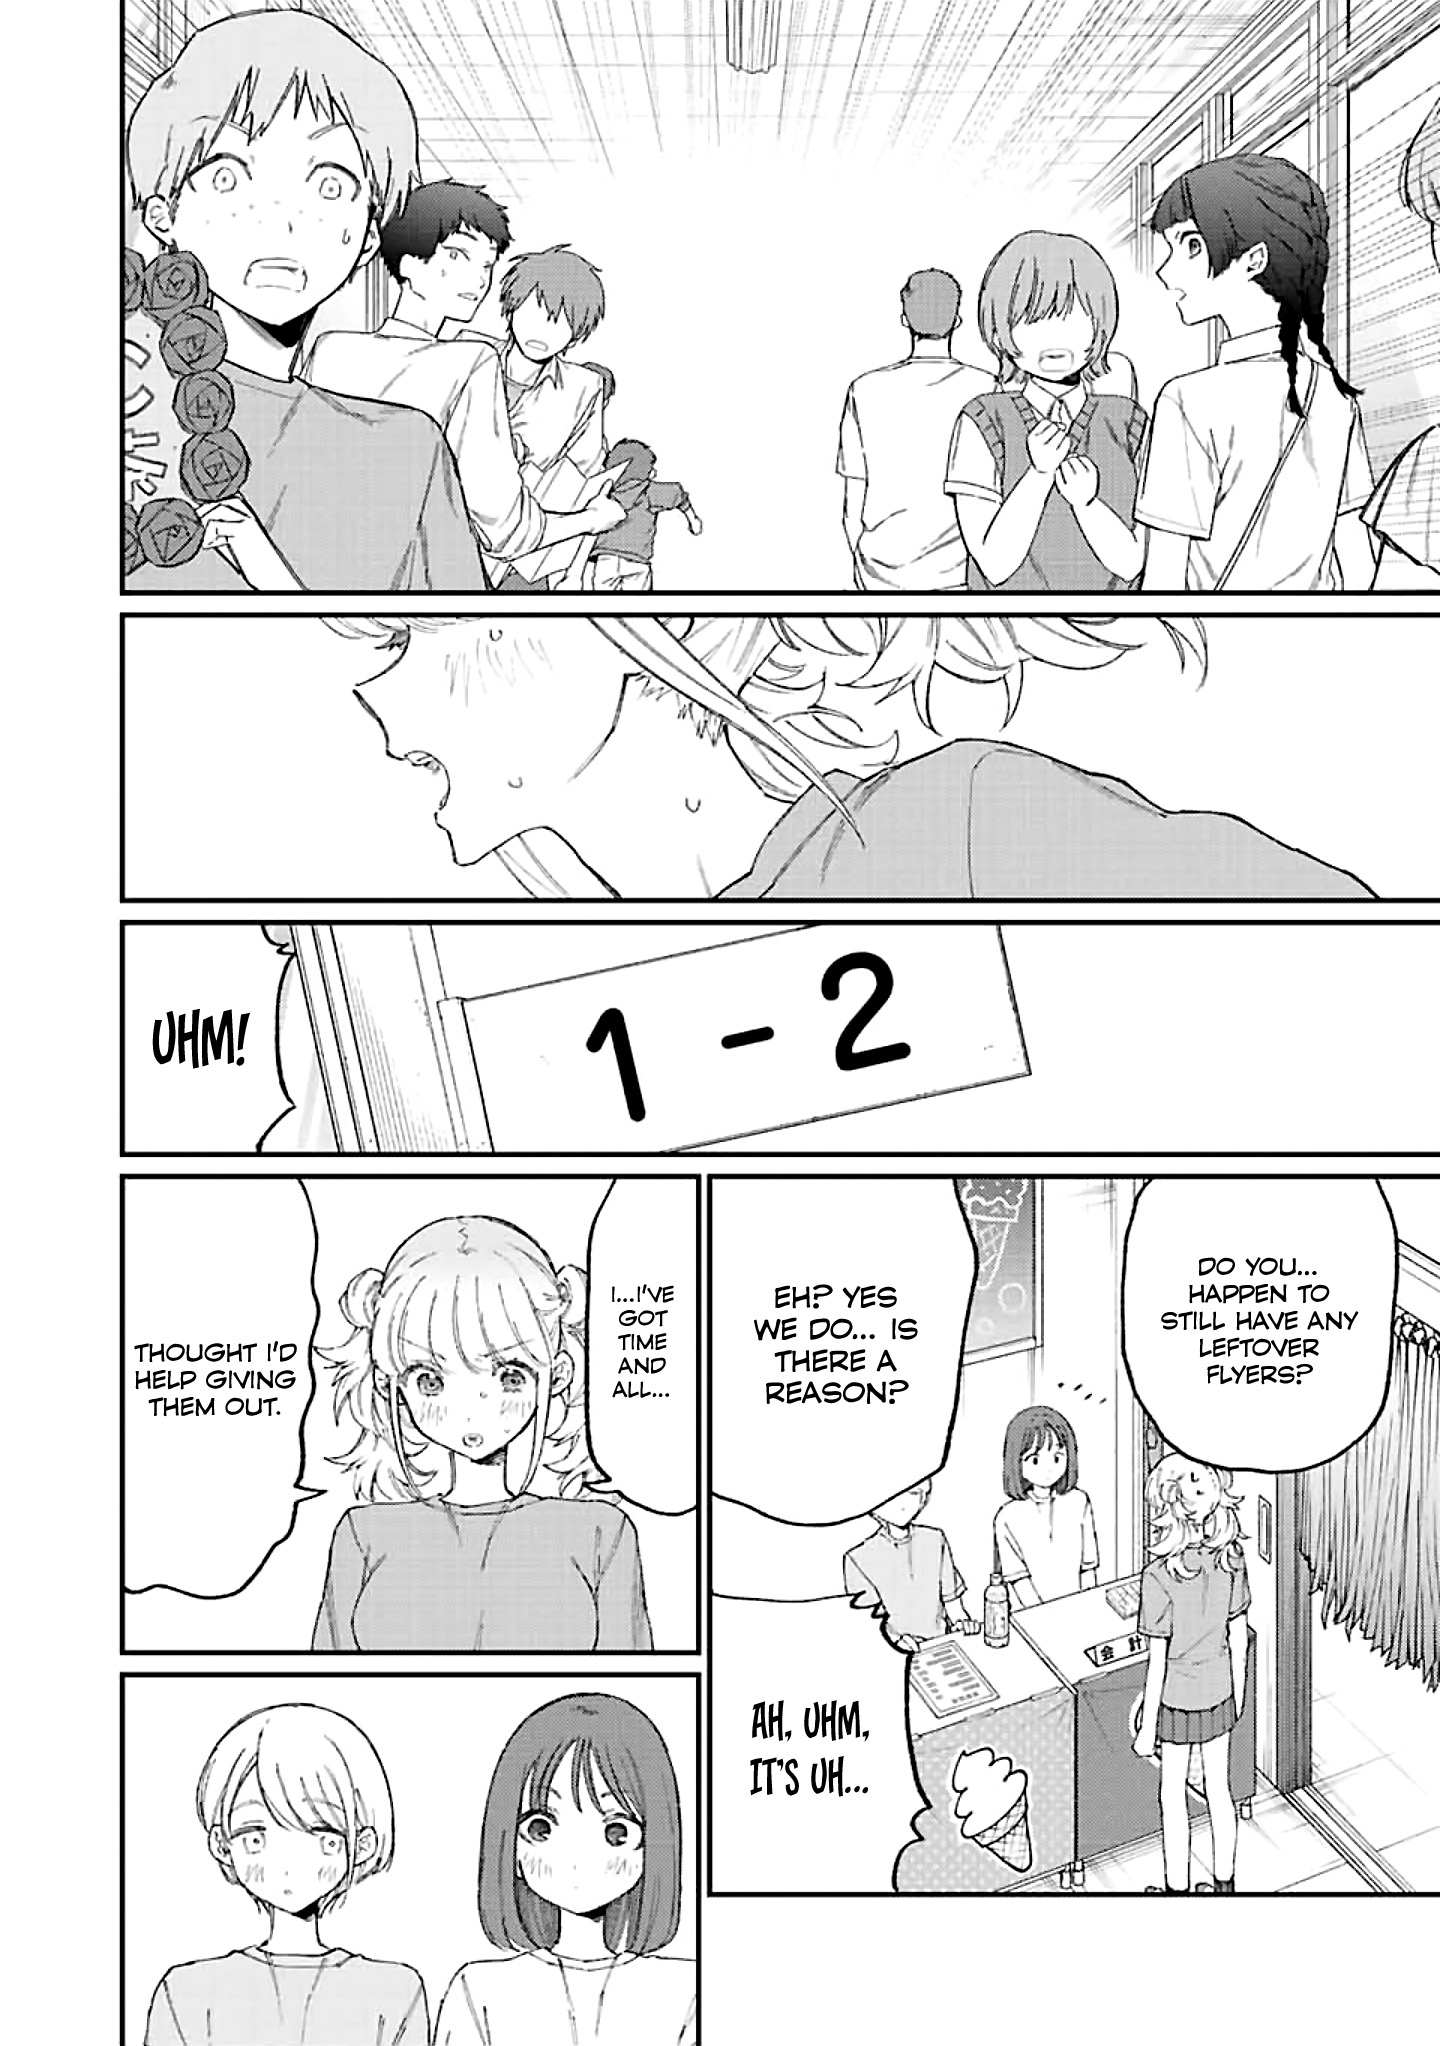 UHM!
1-2
DO YOU...
HAPPEN TO
STILL HAVE ANY
LEFTOVER
FLYERS?
EH? YES
WE DO... IS
THERE A
REASON?
会計
AH, UHM,
IT'S UH...
I...I'VE
GOT
TIME
AND
ALL...
THOUGHT I'D
HELP GIVING
THEM OUT.